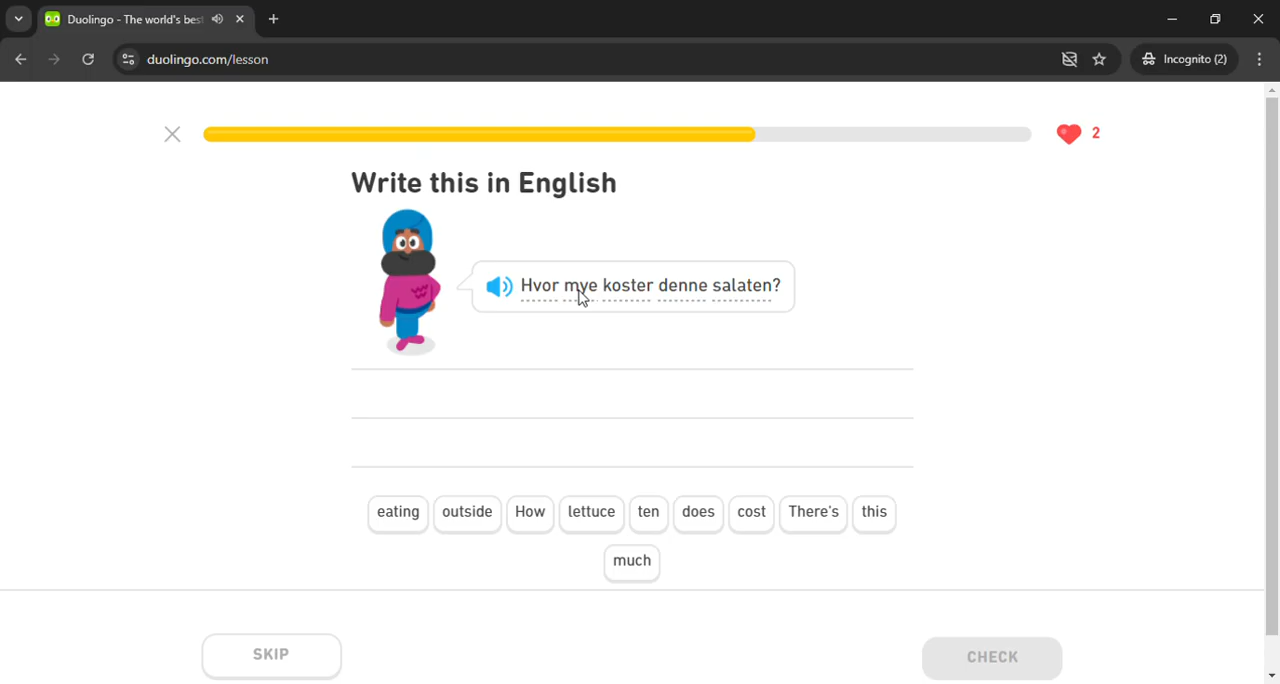 Duolingo - The world's bes
duolingo.com/lesson
Incognito (2)
2
Write this in English
Hvor mye koster denne salaten?
eating outside How lettuce ten does cost There's this
much
SKIP
CHECK